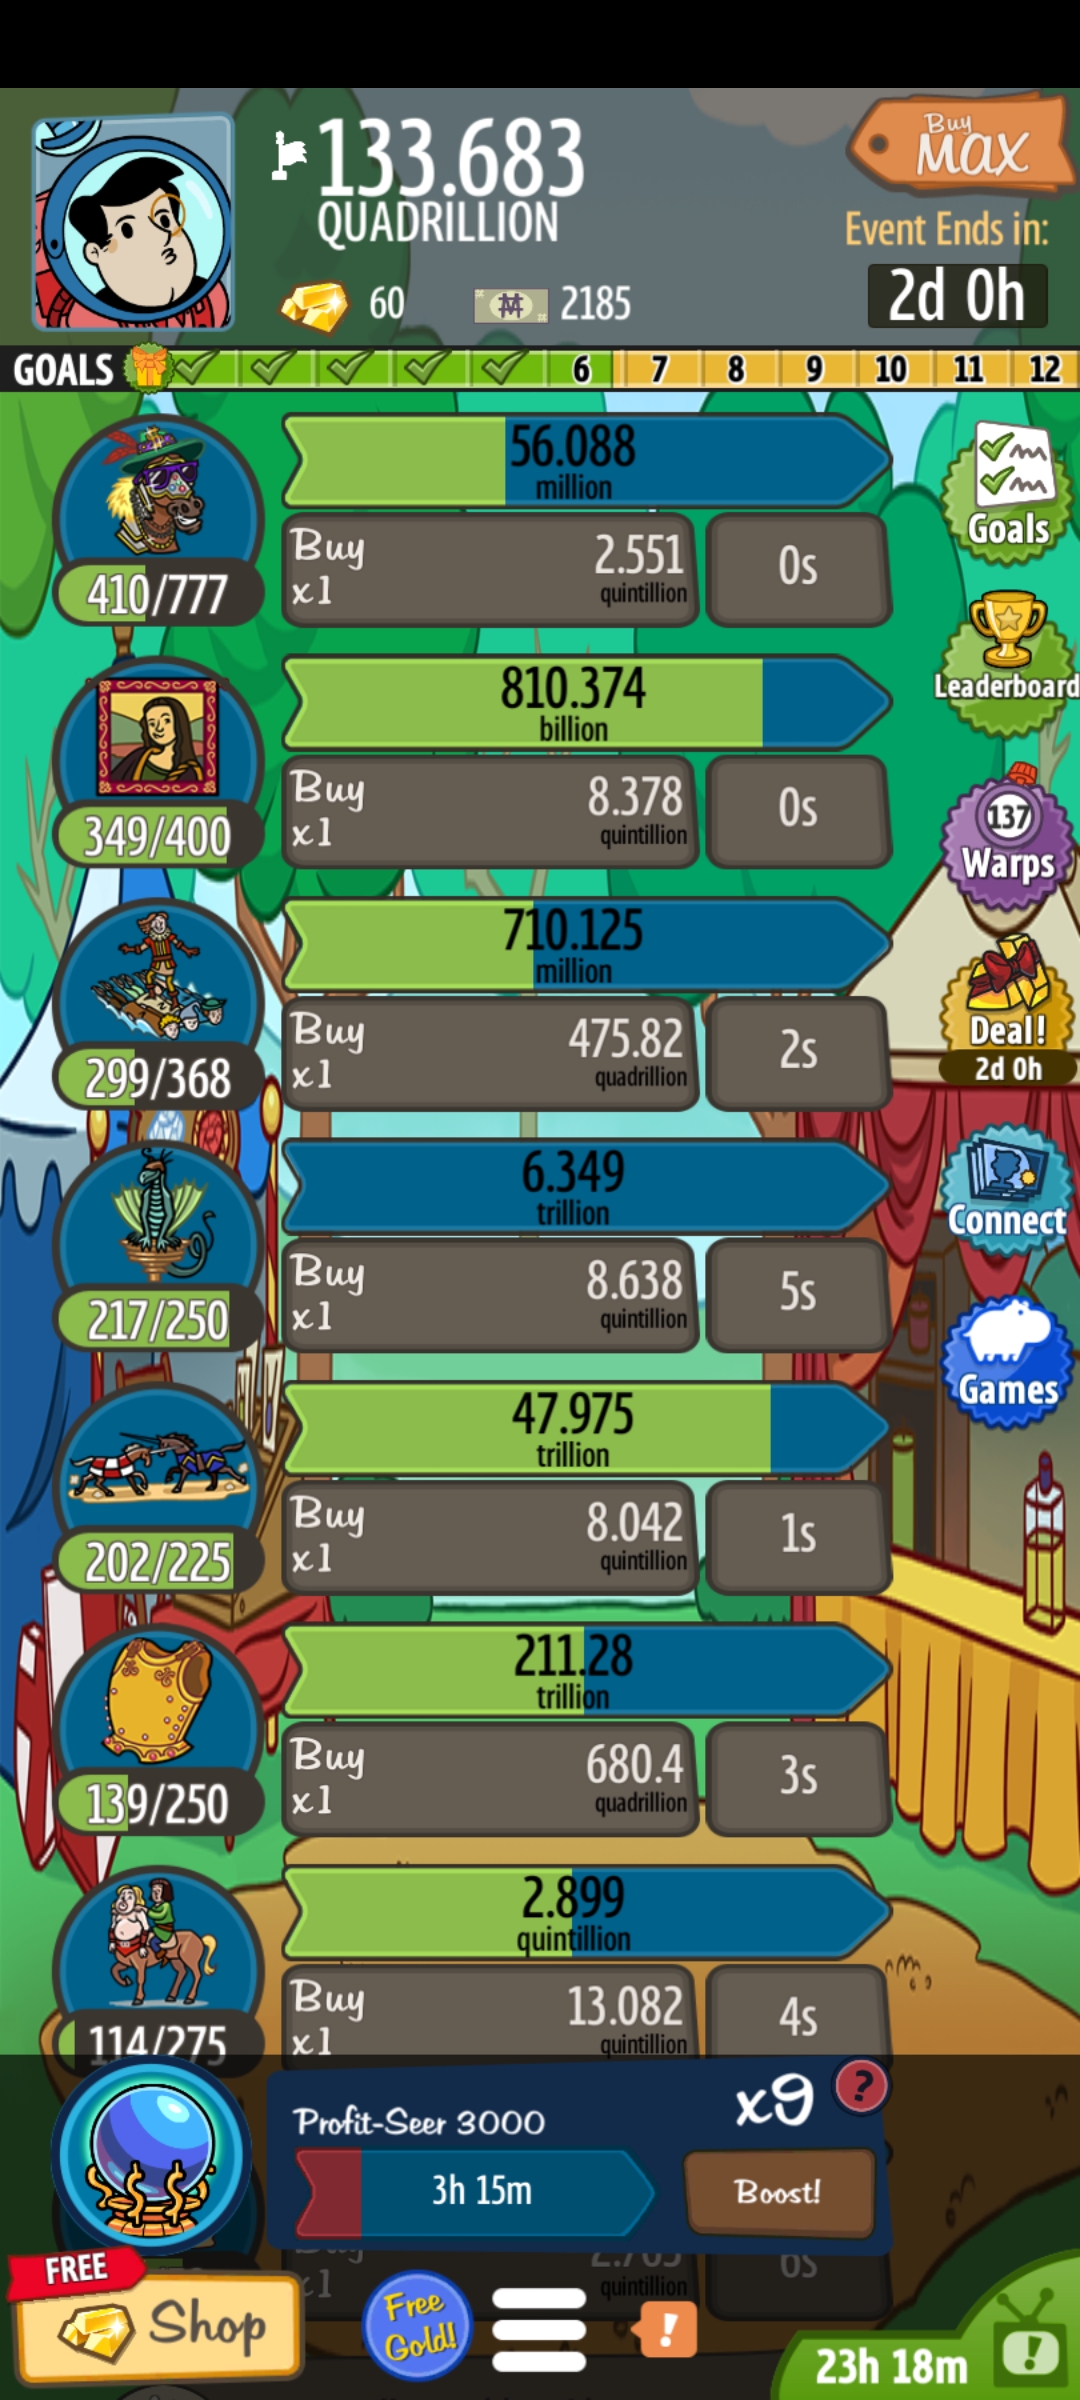 133.683
QUADRILLION
60
2185
Buy
MAX
Event Ends in:
2d 0h
GOALS 6 7 8 9 10 11 12
56.088
million
Buy
x1
2.551
quintillion
0s
410/777
Goals
Leaderboard
810.374
billion
Buy
x1
8.378
quintillion
0s
349/400
137
Warps
710.125
million
Buy
x1
475.82
quadrillion
2s
299/368
Deal!
2d 0h
6.349
trillion
Buy
x1
8.638
quintillion
5s
217/250
Connect
47.975
trillion
Buy
x1
8.042
quintillion
1s
202/225
Games
211.28
trillion
Buy
x1
680.4
quadrillion
3s
139/250
2.899
quintillion
Buy
x1
13.082
quintillion
4s
114/275
Profit-Seer 3000
x9
?
3h 15m
Boost!
x1
quintillion
6s
FREE
Shop
Free
Gold!
!
23h 18m
!